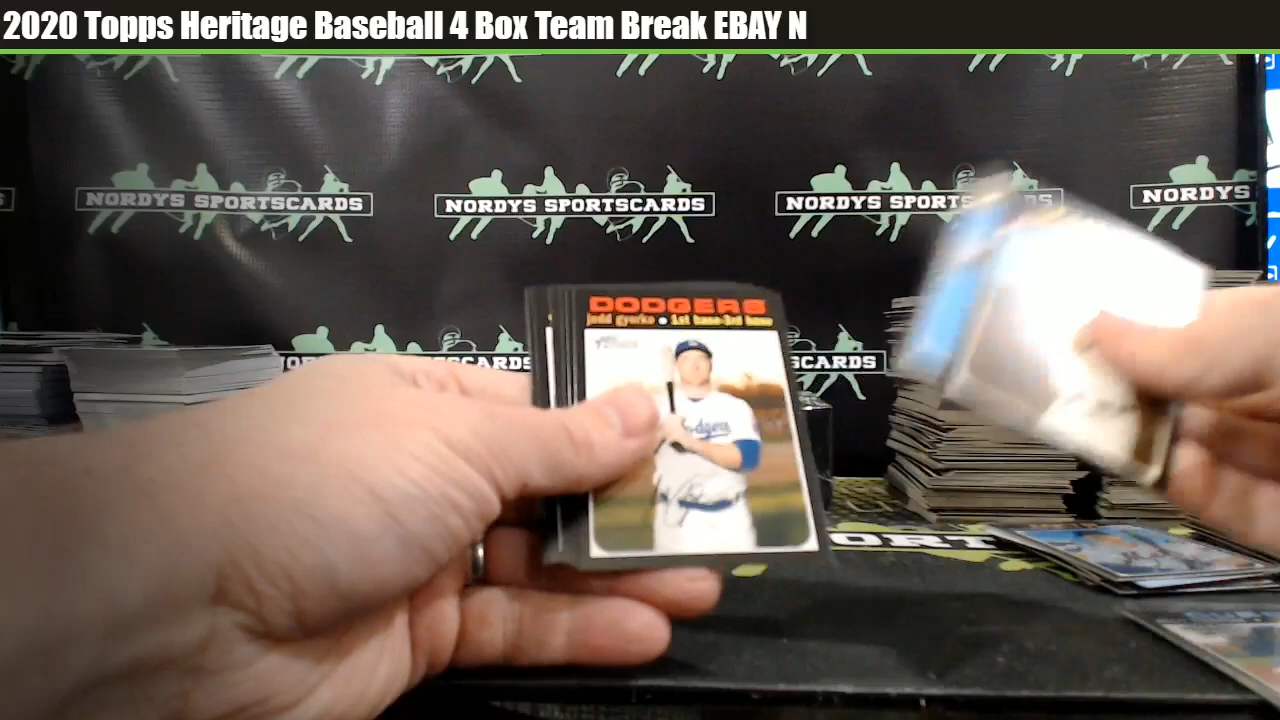 2020 Topps Heritage Baseball 4 Box Team Break EBAY N
NORDYS SPORTSCARDS
NORDYS SPORTSCARDS
NORDYS SPORTSCARDS
NORDYS
SCARDS
DODGERS
jedd gyorko • 1st base-3rd base
Dodgers
ORT